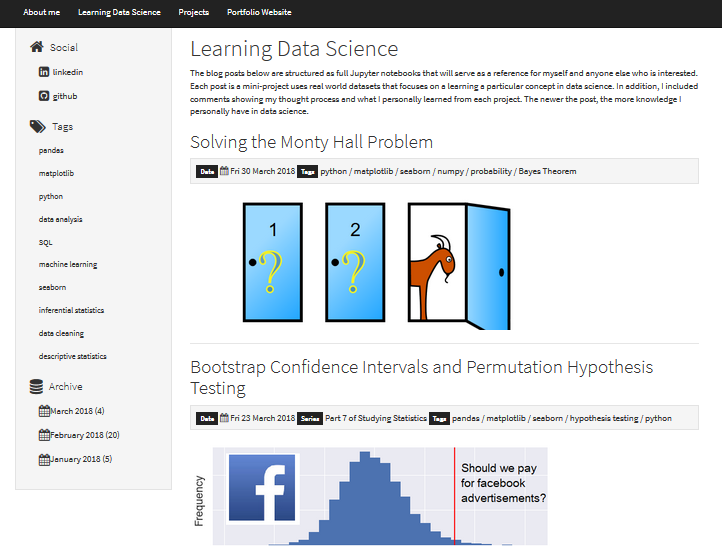 About me Learning Data Science Projects Portfolio Website
Social
linkedin
github
Tags
pandas
matplotlib
python
data analysis
SQL
machine learning
seaborn
inferential statistics
data cleaning
descriptive statistics
Archive
March 2018 (4)
February 2018 (20)
January 2018 (5)
Learning Data Science
The blog posts below are structured as full Jupyter notebooks that will serve as a reference for myself and anyone else who is interested.
Each post is a mini-project uses real world datasets that focuses on a learning a particular concept in data science. In addition, I included
comments showing my thought process and what I personally learned from each project. The newer the post, the more knowledge I
personally have in data science.
Solving the Monty Hall Problem
Date Fri 30 March 2018 Tags python / matplotlib / seaborn / numpy / probability / Bayes Theorem
1 2
? ?
Bootstrap Confidence Intervals and Permutation Hypothesis
Testing
Date Fri 23 March 2018 Series Part 7 of Studying Statistics Tags pandas / matplotlib / seaborn / hypothesis testing / python
Frequency
f
Should we pay
for facebook
advertisements?